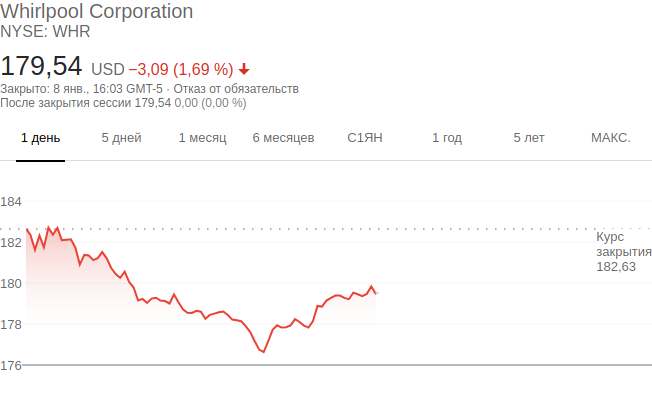 Whirlpool Corporation
NYSE: WHR
179,54 USD −3,09 (1,69 %)
Закрыто: 8 янв., 16:03 GMT-5 · Отказ от обязательств
После закрытия сессии 179,54 0,00 (0,00 %)
1 день 5 дней 1 месяц 6 месяцев С1ЯН 1 год 5 лет МАКС.
184
182
180
178
176
Курс
закрытия
182,63